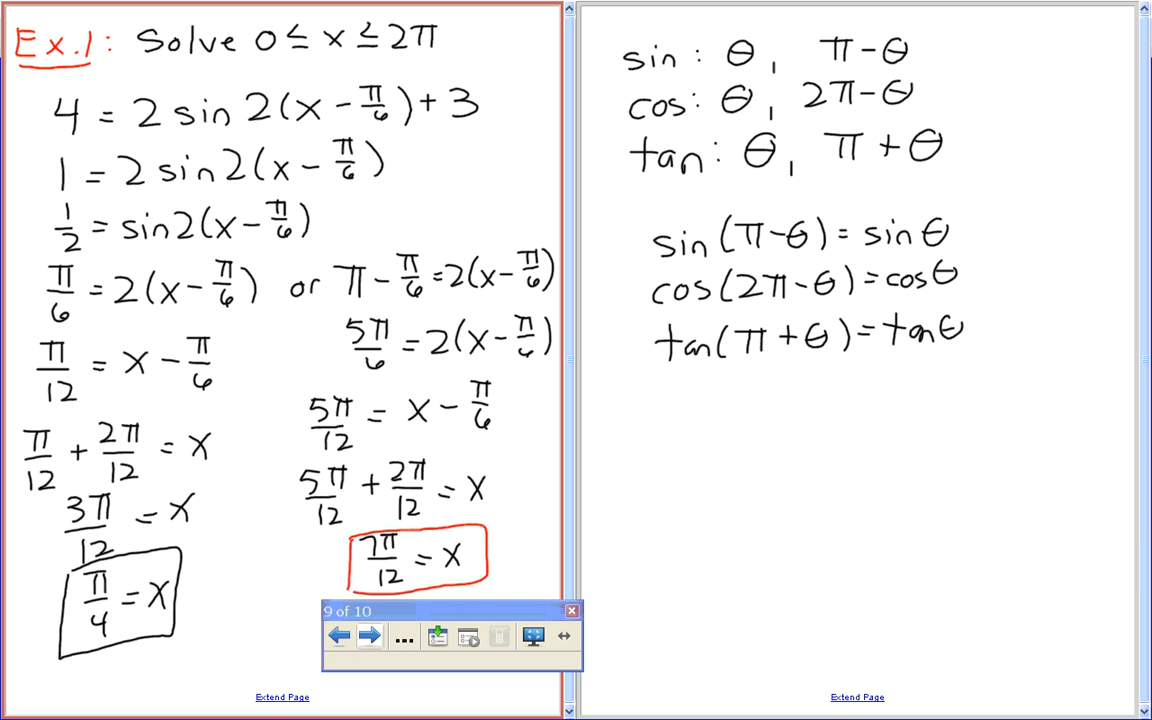 Ex.1: Solve 0 ≤ x ≤ 2π
4 = 2 sin 2(x - π/6) + 3
1 = 2 sin 2(x - π/6)
1/2 = sin 2(x - π/6)
π/6 = 2(x - π/6) or π - π/6 = 2(x - π/6)
π/12 = x - π/6
π/12 + 2π/12 = x
3π/12 = x
π/4 = x
5π/6 = 2(x - π/6)
5π/12 = x - π/6
5π/12 + 2π/12 = x
7π/12 = x
9 of 10
...
Extend Page
sin: θ, π-θ
cos: θ, 2π-θ
tan: θ, π+θ
sin(π-θ) = sinθ
cos(2π-θ) = cosθ
tan(π+θ) = tanθ
Extend Page